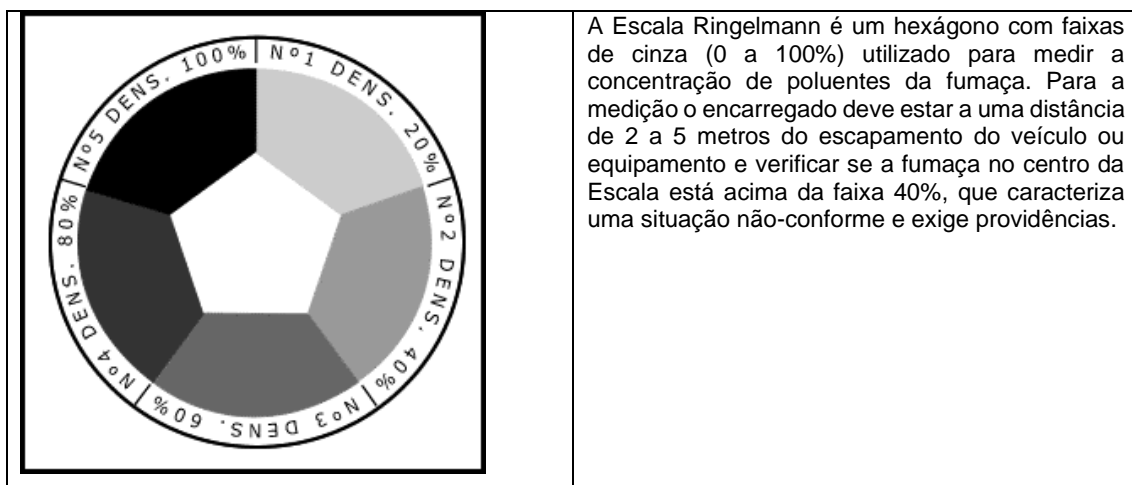 Nº1 DENS. 20%
Nº2 DENS. 40%
Nº3 DENS. 60%
Nº4 DENS. 80%
Nº5 DENS. 100%
A Escala Ringelmann é um hexágono com faixas
de cinza (0 a 100%) utilizado para medir a
concentração de poluentes da fumaça. Para a
medição o encarregado deve estar a uma distância
de 2 a 5 metros do escapamento do veículo ou
equipamento e verificar se a fumaça no centro da
Escala está acima da faixa 40%, que caracteriza
uma situação não-conforme e exige providências.